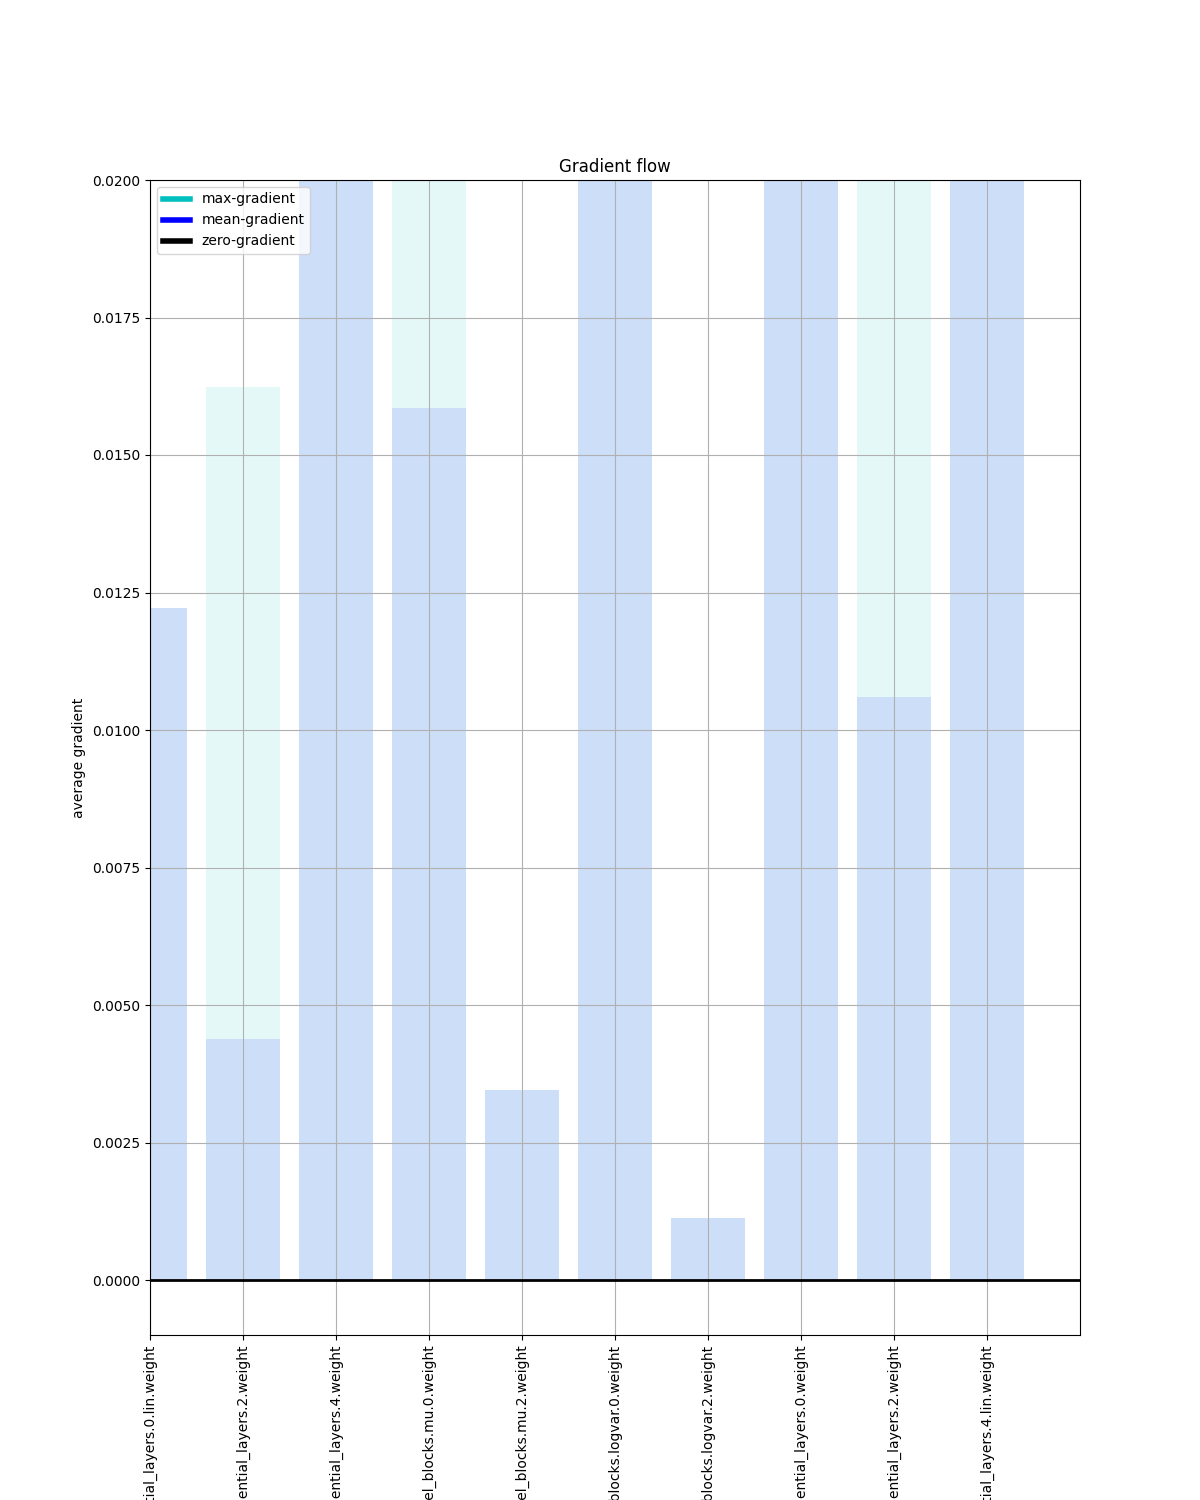 Gradient flow
max-gradient
mean-gradient
zero-gradient
0.0200
0.0175
0.0150
0.0125
0.0100
0.0075
0.0050
0.0025
0.0000
average gradient
tial_layers.0.lin.weight
ential_layers.2.weight
ential_layers.4.weight
el_blocks.mu.0.weight
el_blocks.mu.2.weight
blocks.logvar.0.weight
blocks.logvar.2.weight
ential_layers.0.weight
ential_layers.2.weight
tial_layers.4.lin.weight